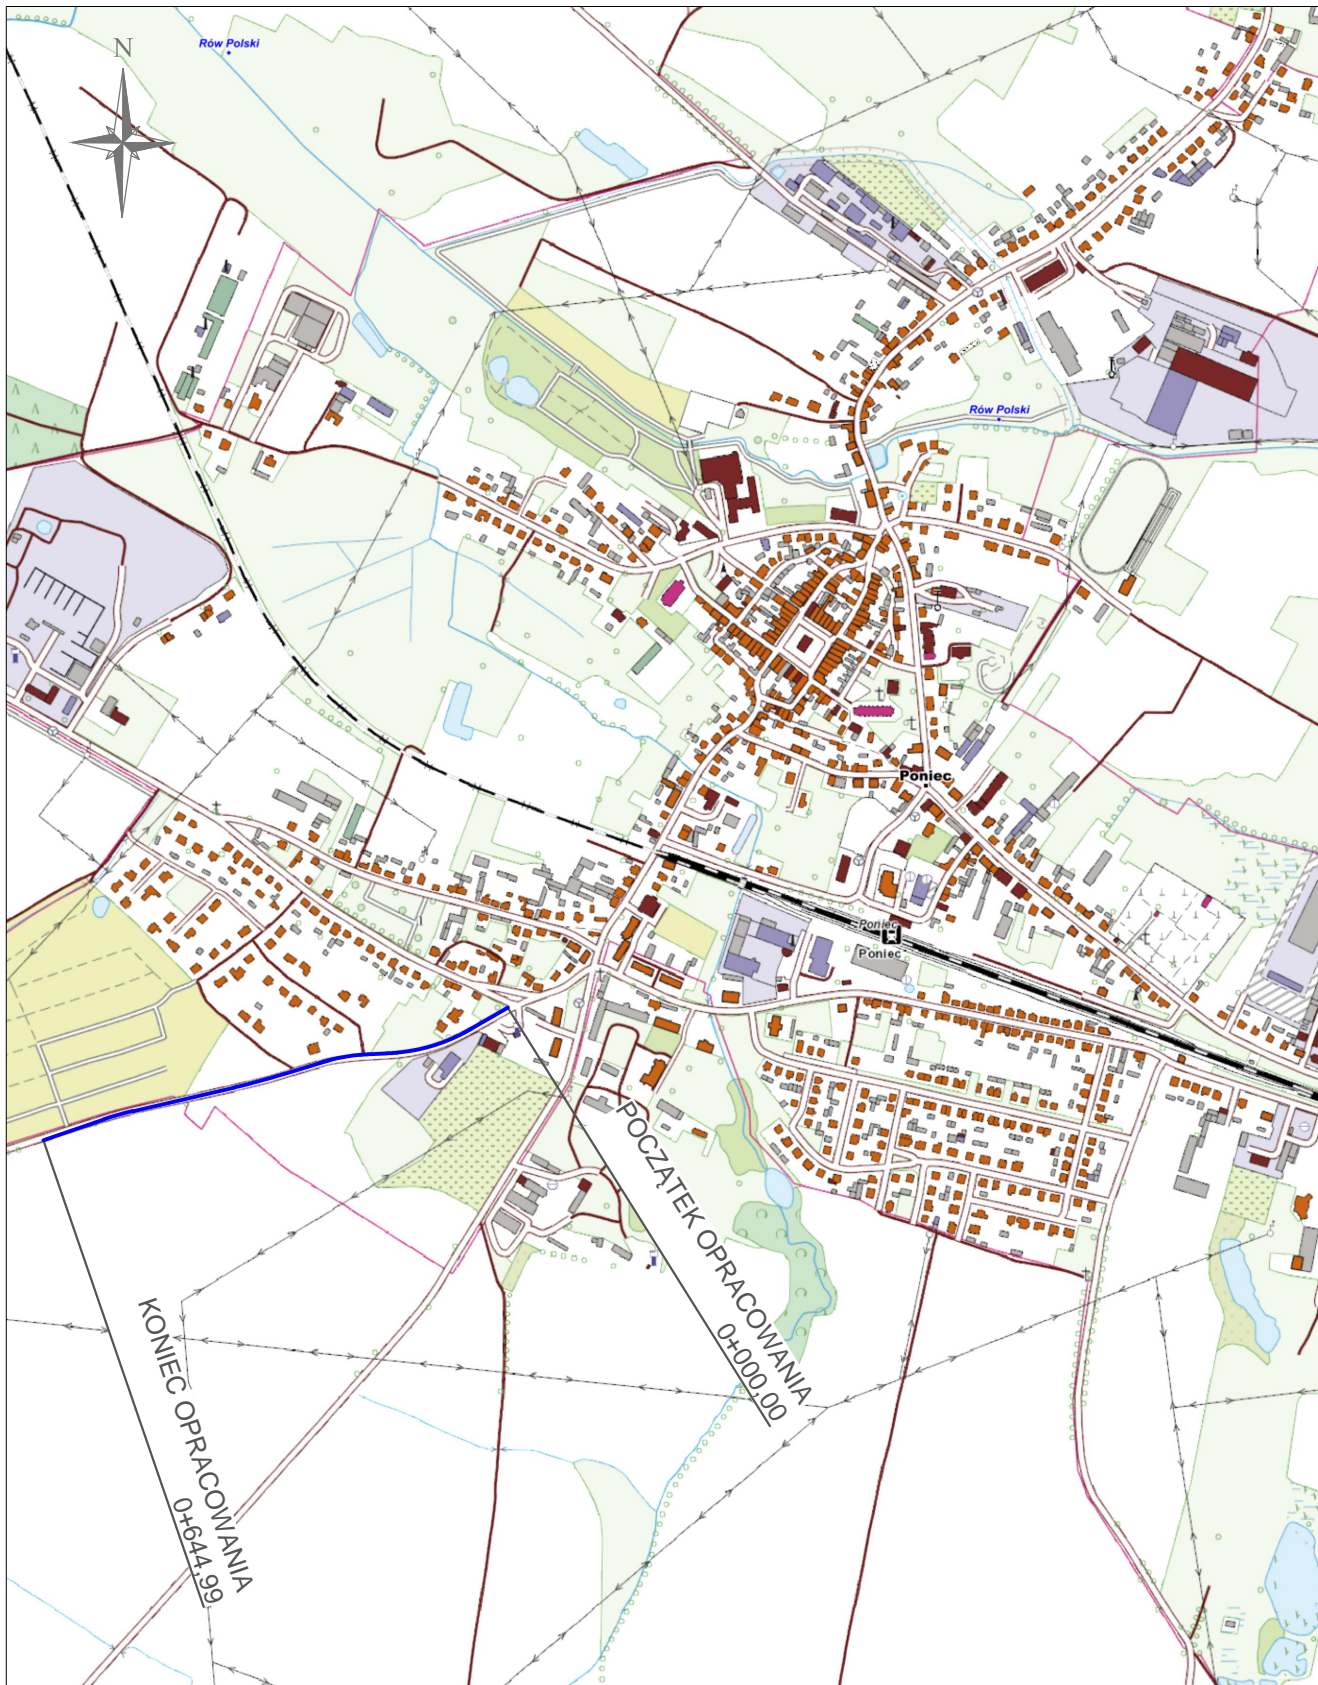 Rów Polski
N
Rów Polski
Poniec
Poniec
Poniec
POCZĄTEK OPRACOWANIA
0+000,00
KONIEC OPRACOWANIA
0+644,99